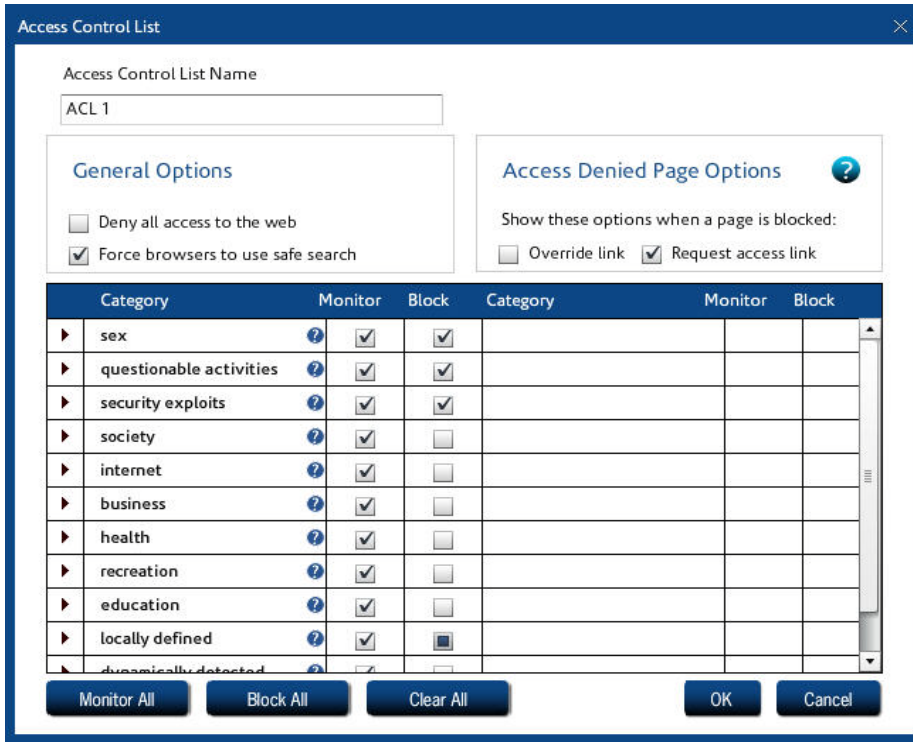 Access Control List
Access Control List Name
ACL 1
General Options
Deny all access to the web
Force browsers to use safe search
Access Denied Page Options
?
Show these options when a page is blocked:
Override link Request access link
Category Monitor Block Category Monitor Block
sex ?
questionable activities ?
security exploits ?
society ?
internet ?
business ?
health ?
recreation ?
education ?
locally defined ?
dynamically detected ?
Monitor All Block All Clear All OK Cancel